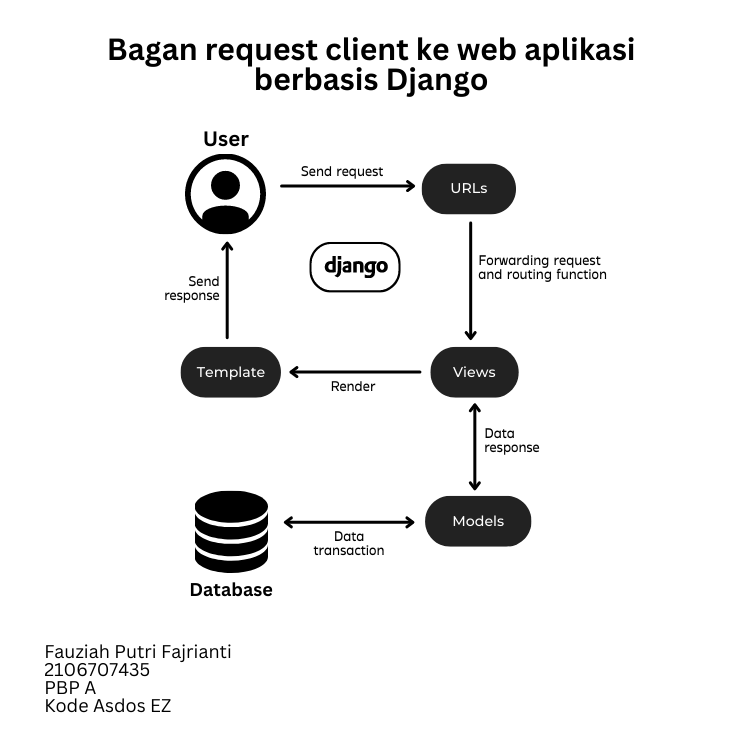 Bagan request client ke web aplikasi
berbasis Django
User
Send request
URLs
django
Forwarding request
and routing function
Send
response
Template
Render
Views
Data
response
Models
Data
transaction
Database
Fauziah Putri Fajrianti
2106707435
PBP A
Kode Asdos EZ